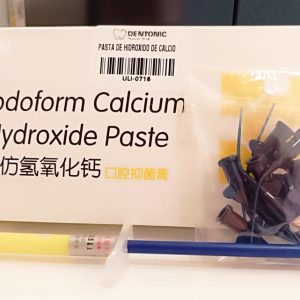 DENTONIC
PASTA DE HIDROXIDO DE CALCIO
ULI-0716
odoform Calcium
ydroxide Paste
仿氢氧化钙 口腔抑菌膏